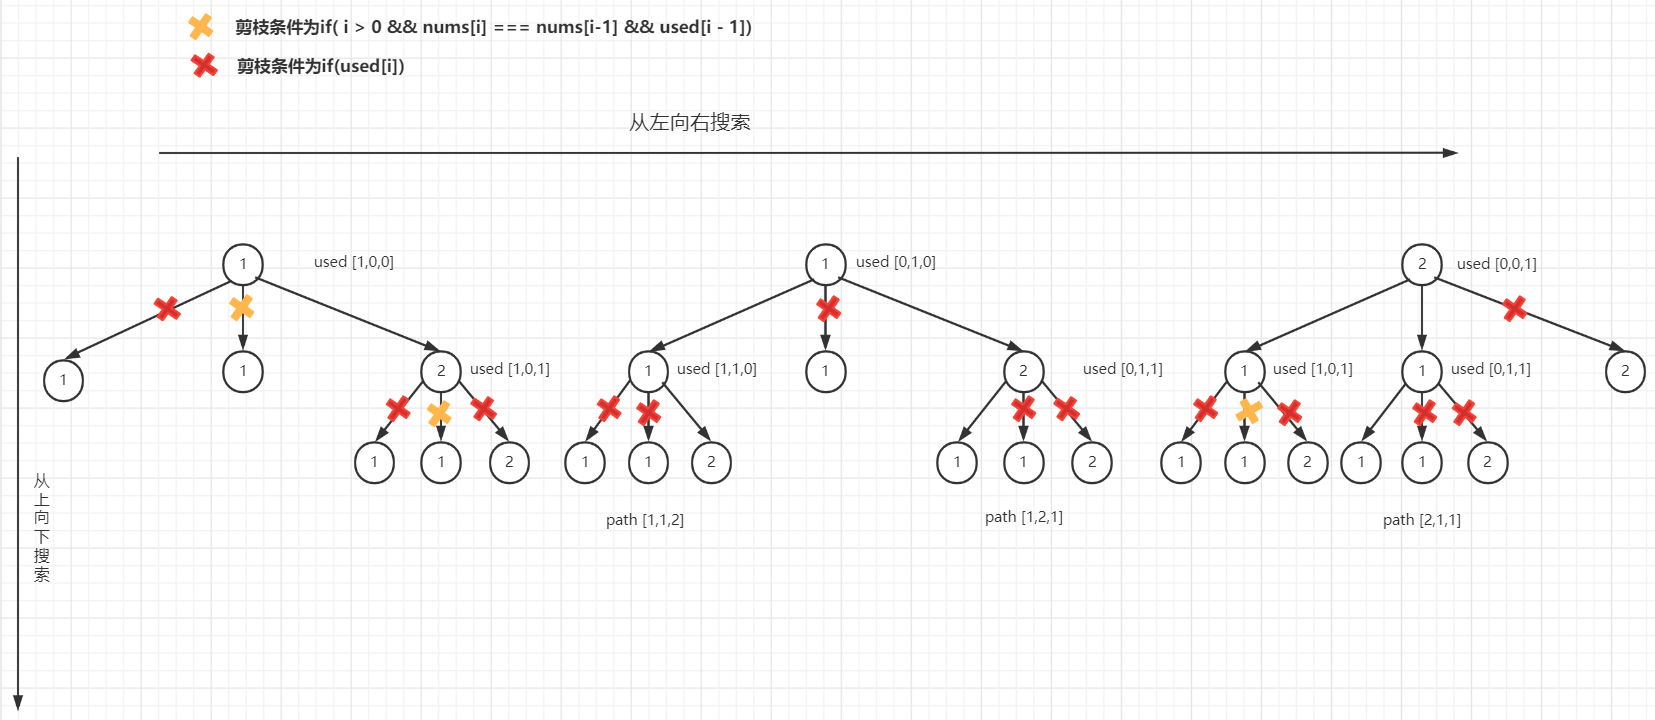 剪枝条件为if( i > 0 && nums[i] === nums[i-1] && used[i - 1])
剪枝条件为if(used[i])
从左向右搜索
1 used [1,0,0] 1 used [0,1,0] 2 used [0,0,1]
1 1 2 used [1,0,1] 1 used [1,1,0] 1 2 used [0,1,1] 1 used [1,0,1] 1 used [0,1,1] 2
1 1 2 1 1 2 1 1 2 1 1 2 1 1 2
path [1,1,2] path [1,2,1] path [2,1,1]
从上向下搜索